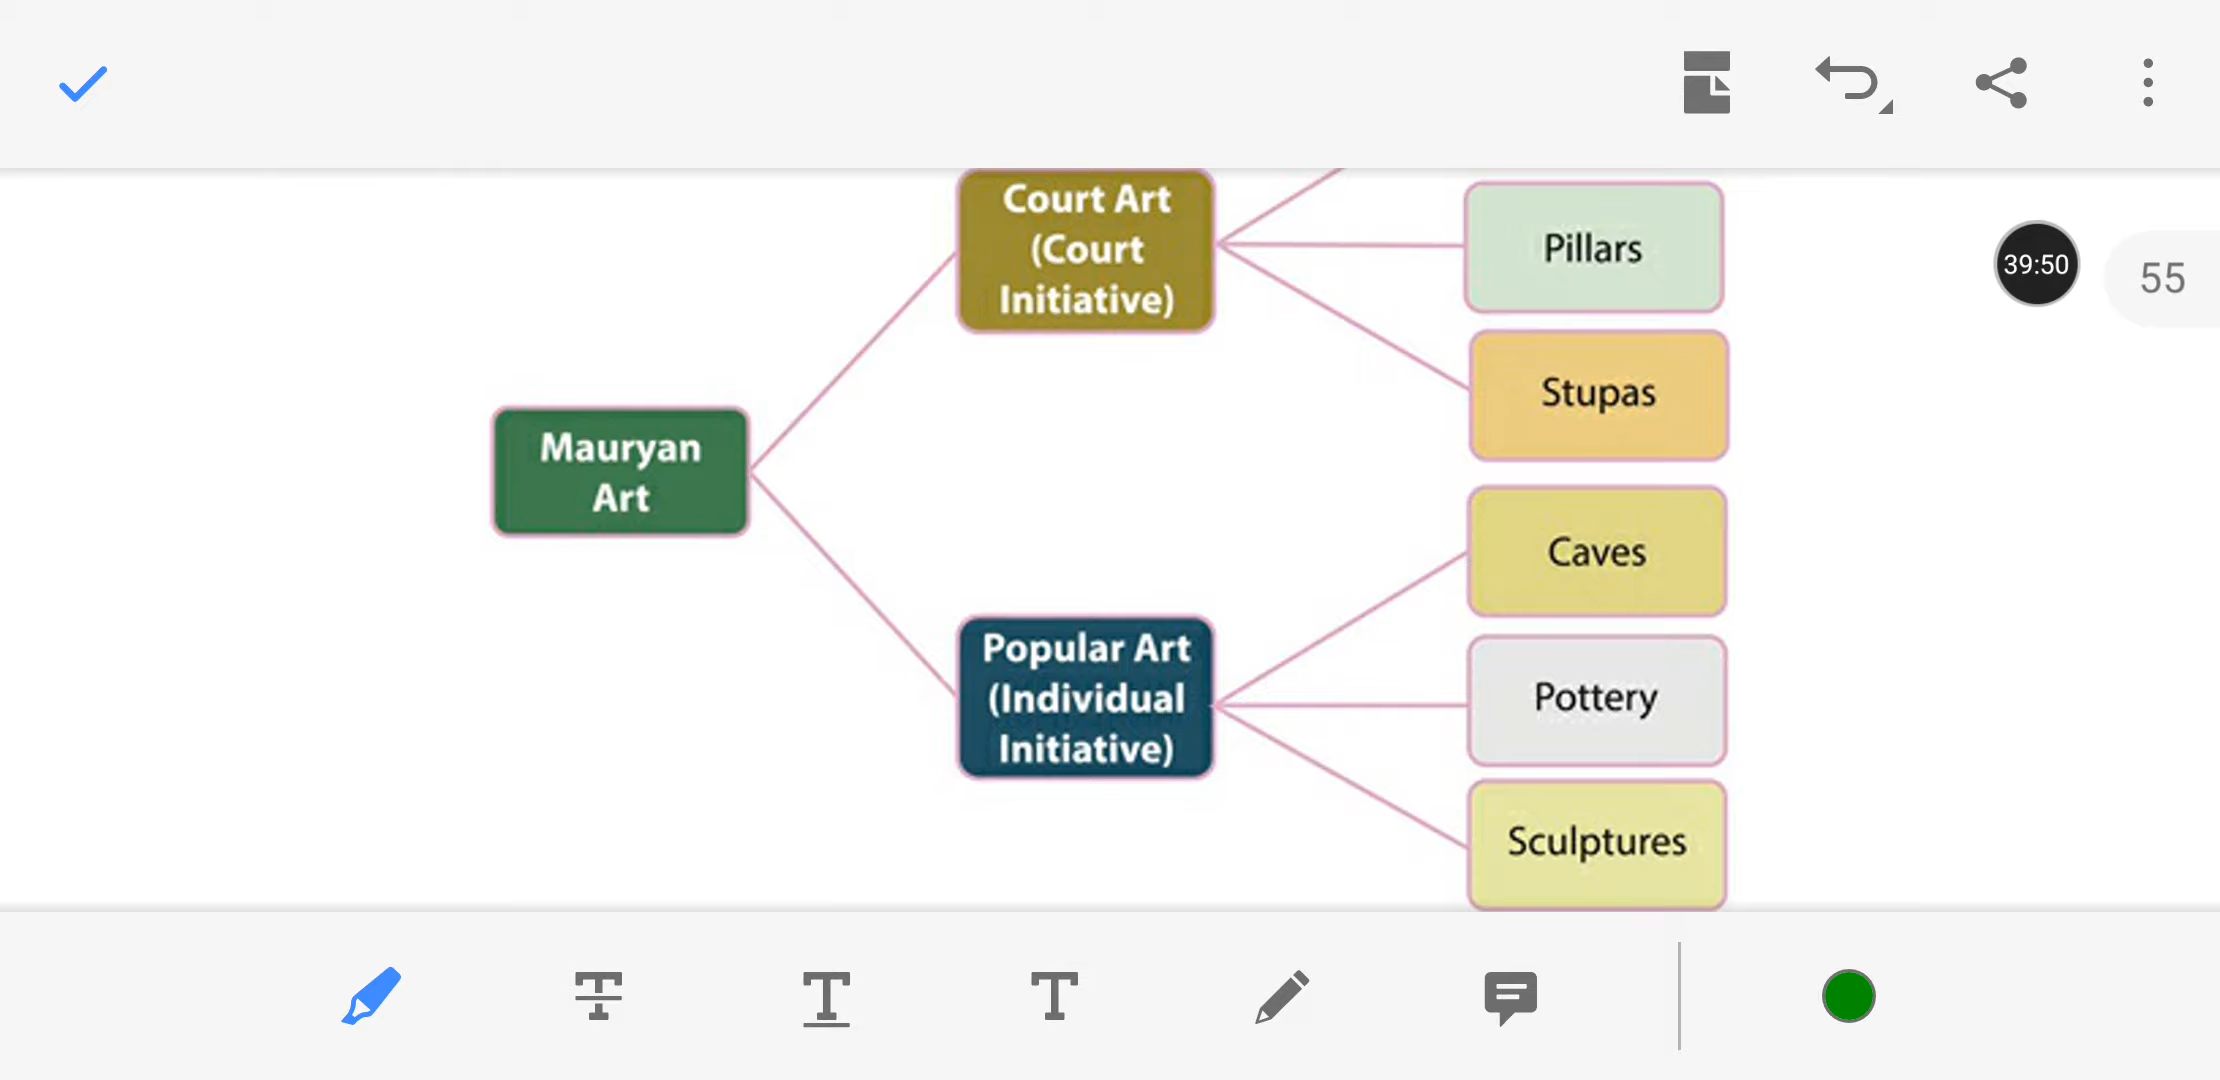 Court Art
(Court
Initiative)
Pillars
39:50
55
Stupas
Mauryan
Art
Caves
Popular Art
(Individual
Initiative)
Pottery
Sculptures